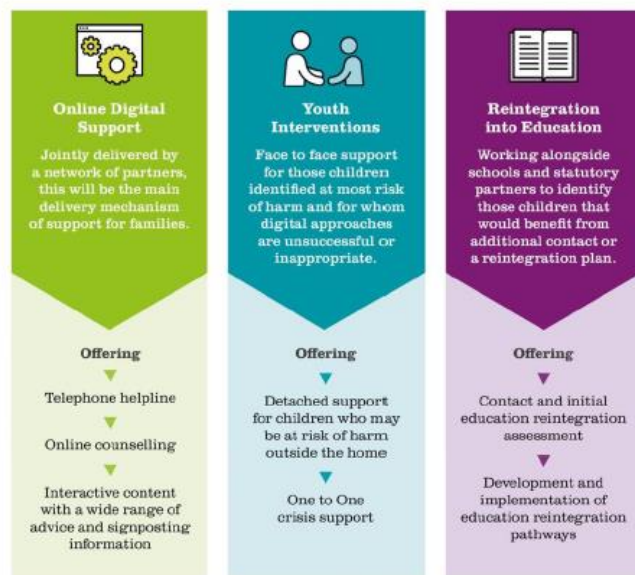 Online Digital
Support
Jointly delivered by
a network of partners,
this will be the main
delivery mechanism
of support for families.
Offering
Telephone helpline
Online counselling
Interactive content
with a wide range of
advice and signposting
information
Youth
Interventions
Face to face support
for those children
identified at most risk
of harm and for whom
digital approaches
are unsuccessful or
inappropriate.
Offering
Detached support
for children who may
be at risk of harm
outside the home
One to One
crisis support
Reintegration
into Education
Working alongside
schools and statutory
partners to identify
those children that
would benefit from
additional contact or
a reintegration plan.
Offering
Contact and initial
education reintegration
assessment
Development and
implementation of
education reintegration
pathways